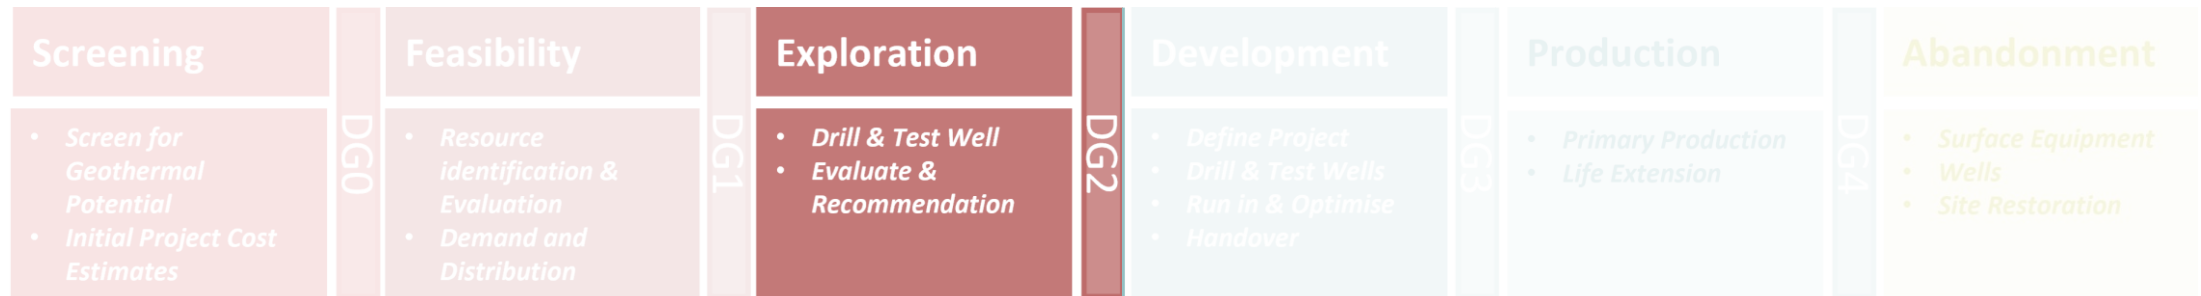 Screening
• Screen for
Geothermal
Potential
• Initial Project Cost
Estimates
DG0
Feasibility
• Resource
identification &
Evaluation
• Demand and
Distribution
DG1
Exploration
• Drill & Test Well
• Evaluate &
Recommendation
DG2
Development
• Define Project
• Drill & Test Wells
• Run in & Optimise
• Handover
DG3
Production
• Primary Production
• Life Extension
DG4
Abandonment
• Surface Equipment
• Wells
• Site Restoration